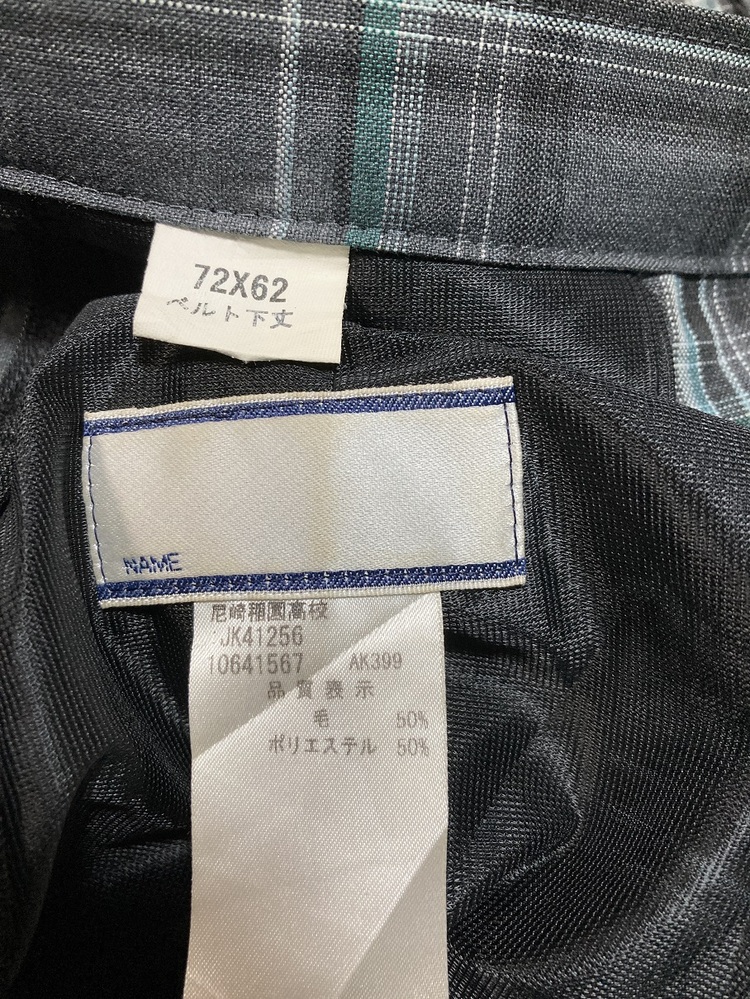 72X62
ベルト下丈
NAME
尼崎稲園高校
JK41256
10641567 AK399
品質表示
毛 50%
ポリエステル 50%